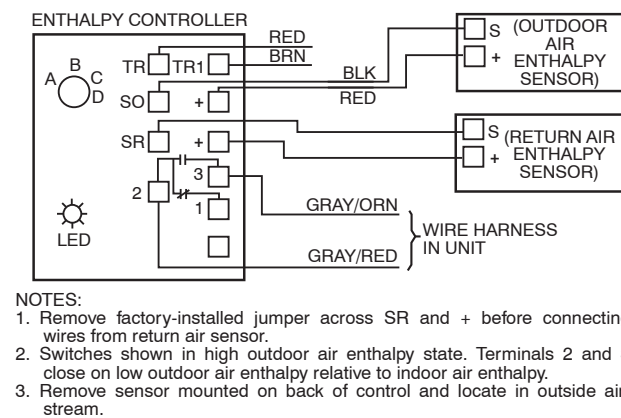 ENTHALPY CONTROLLER
A
B
C
D
TR
TR1
RED
BRN
SO
+
BLK
RED
S (OUTDOOR
AIR
+ ENTHALPY
SENSOR)
SR
+
S (RETURN AIR
+ ENTHALPY
SENSOR)
3
2
1
LED
GRAY/ORN
GRAY/RED
WIRE HARNESS
IN UNIT
NOTES:
1. Remove factory-installed jumper across SR and + before
wires from return air sensor.
2. Switches shown in high outdoor air enthalpy state. Terminals 2 and
close on low outdoor air enthalpy relative to indoor air enthalpy.
3. Remove sensor mounted on back of control and locate in outside air
stream.